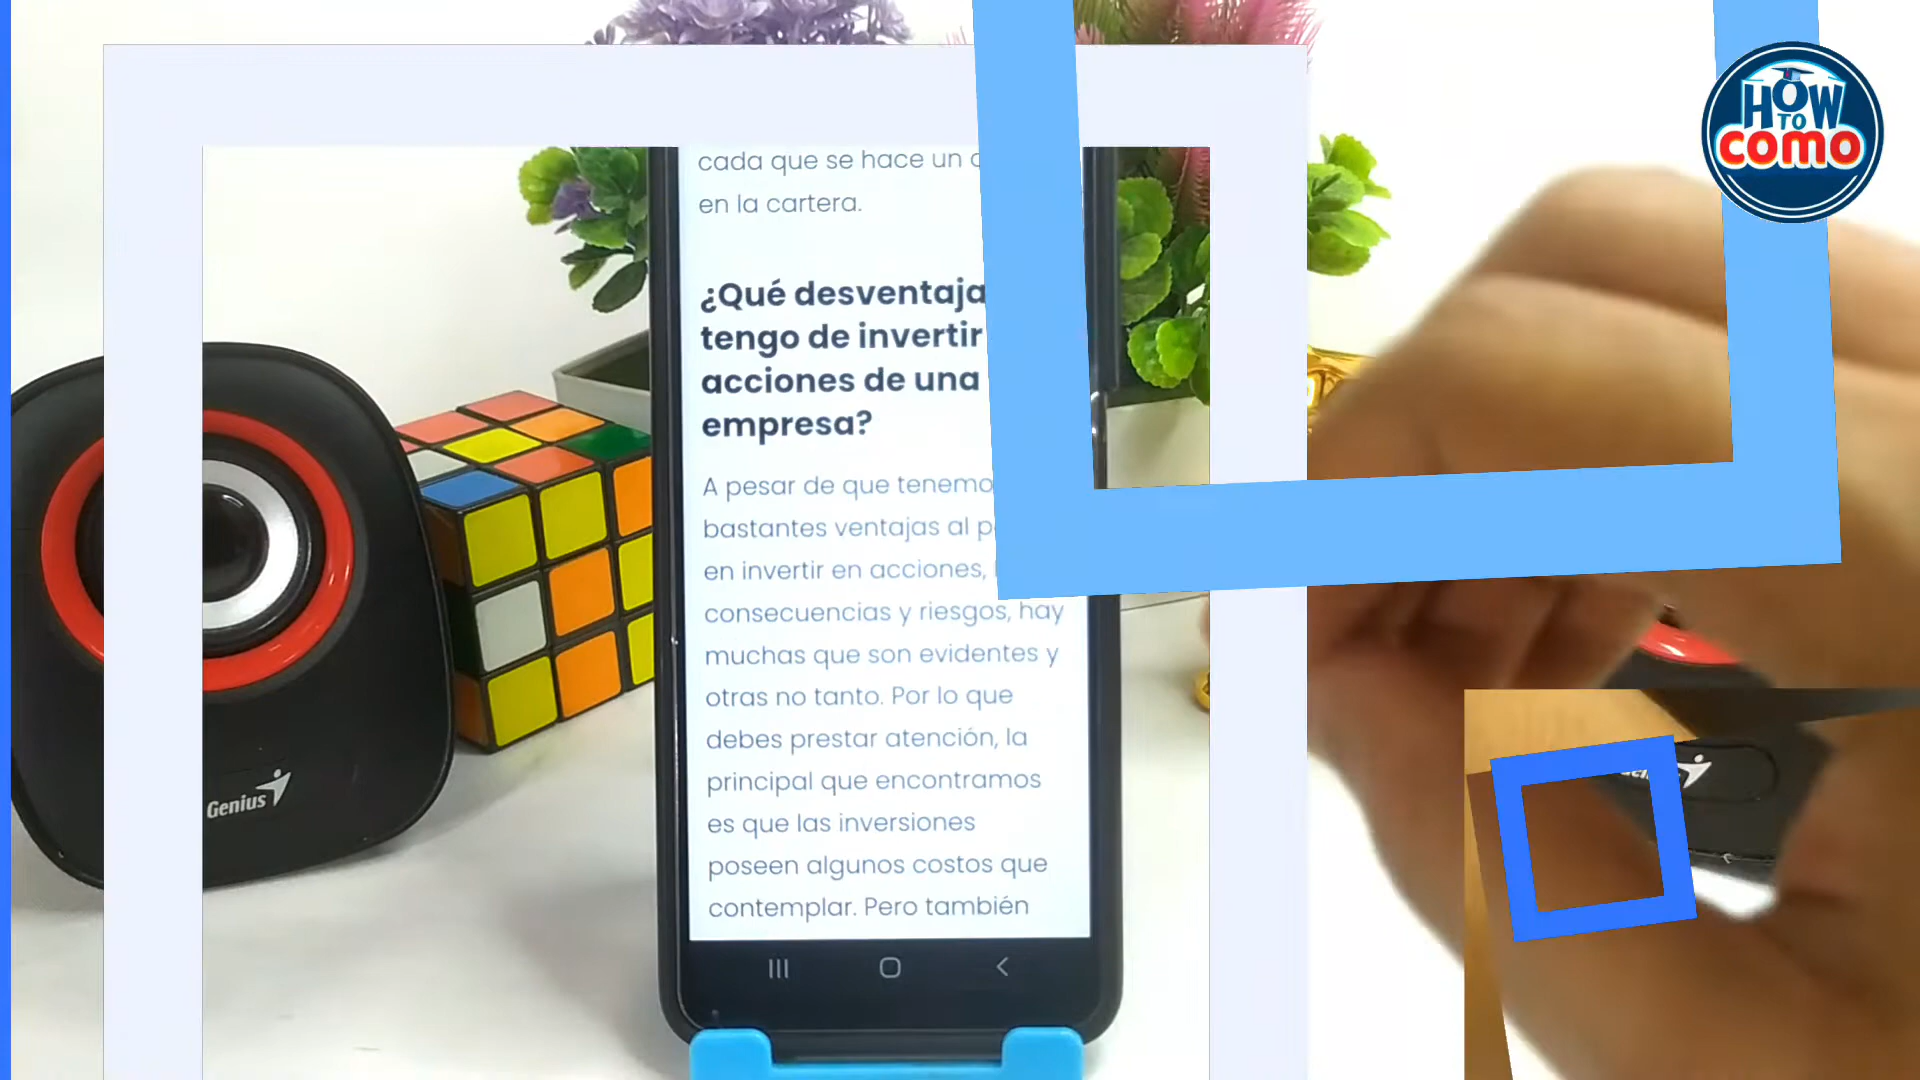 HOW
TO
como
cada que se hace un
en la cartera.
¿Qué desventaja
tengo de invertir
acciones de una
empresa?
A pesar de que tenemo
bastantes ventajas al p
en invertir en acciones,
consecuencias y riesgos, hay
muchas que son evidentes y
otras no tanto. Por lo que
debes prestar atención, la
principal que encontramos
es que las inversiones
poseen algunos costos que
contemplar. Pero también
Genius